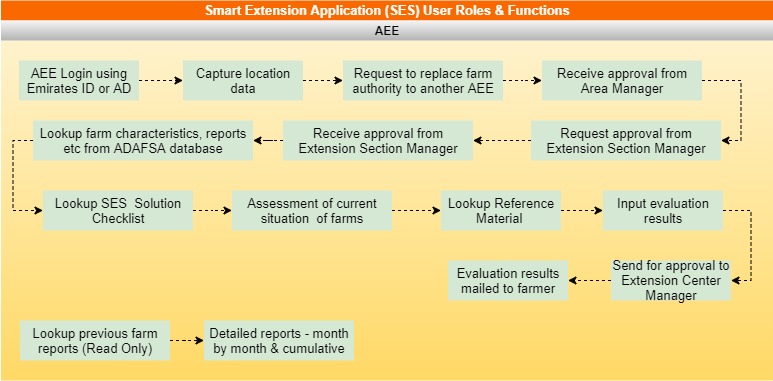 Smart Extension Application (SES) User Roles & Functions
AEE
AEE Login using
Emirates ID or AD
Capture location
data
Request to replace farm
authority to another AEE
Receive approval from
Area Manager
Request approval from
Extension Section Manager
Receive approval from
Extension Section Manager
Lookup farm characteristics, reports
etc from ADAFSA database
Lookup SES Solution
Checklist
Assessment of current
situation of farms
Lookup Reference
Material
Input evaluation
results
Send for approval to
Extension Center
Manager
Evaluation results
mailed to farmer
Lookup previous farm
reports (Read Only)
Detailed reports - month
by month & cumulative